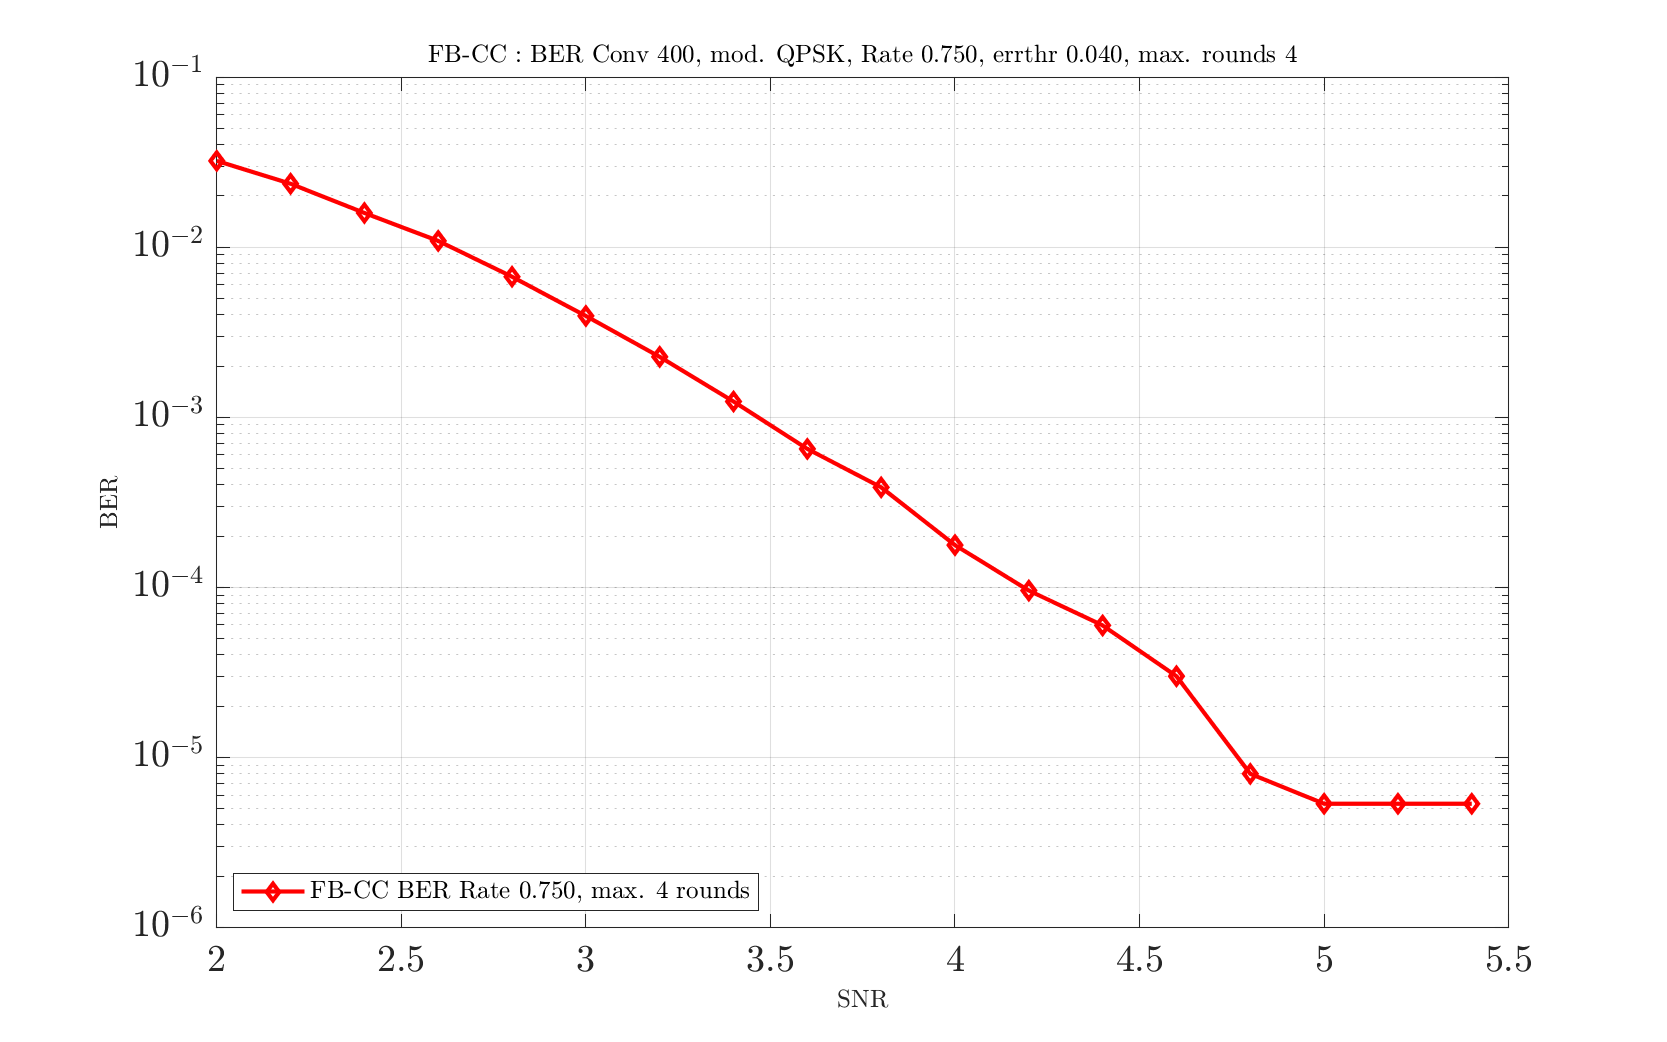 FB-CC : BER Conv 400, mod. QPSK, Rate 0.750, errthr 0.040, max. rounds 4
10^{-1}
10^{-2}
10^{-3}
10^{-4}
10^{-5}
10^{-6}
BER
FB-CC BER Rate 0.750, max. 4 rounds
2 2.5 3 3.5 4 4.5 5 5.5
SNR